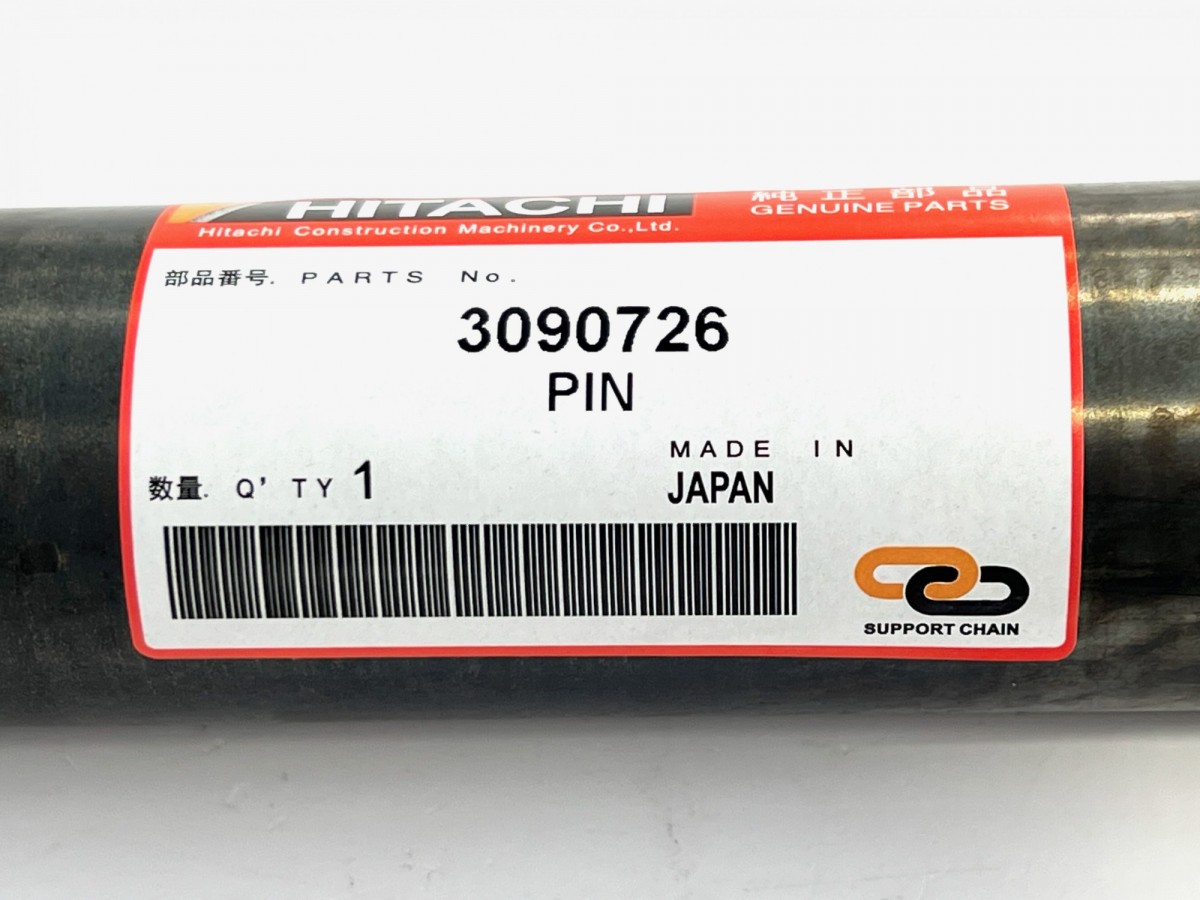 HITACHI
Hitachi Construction Machinery Co.,Ltd.
純正部品
GENUINE PARTS
部品番号. PARTS No.
3090726
PIN
MADE IN
JAPAN
数量. Q'TY 1
SUPPORT CHAIN